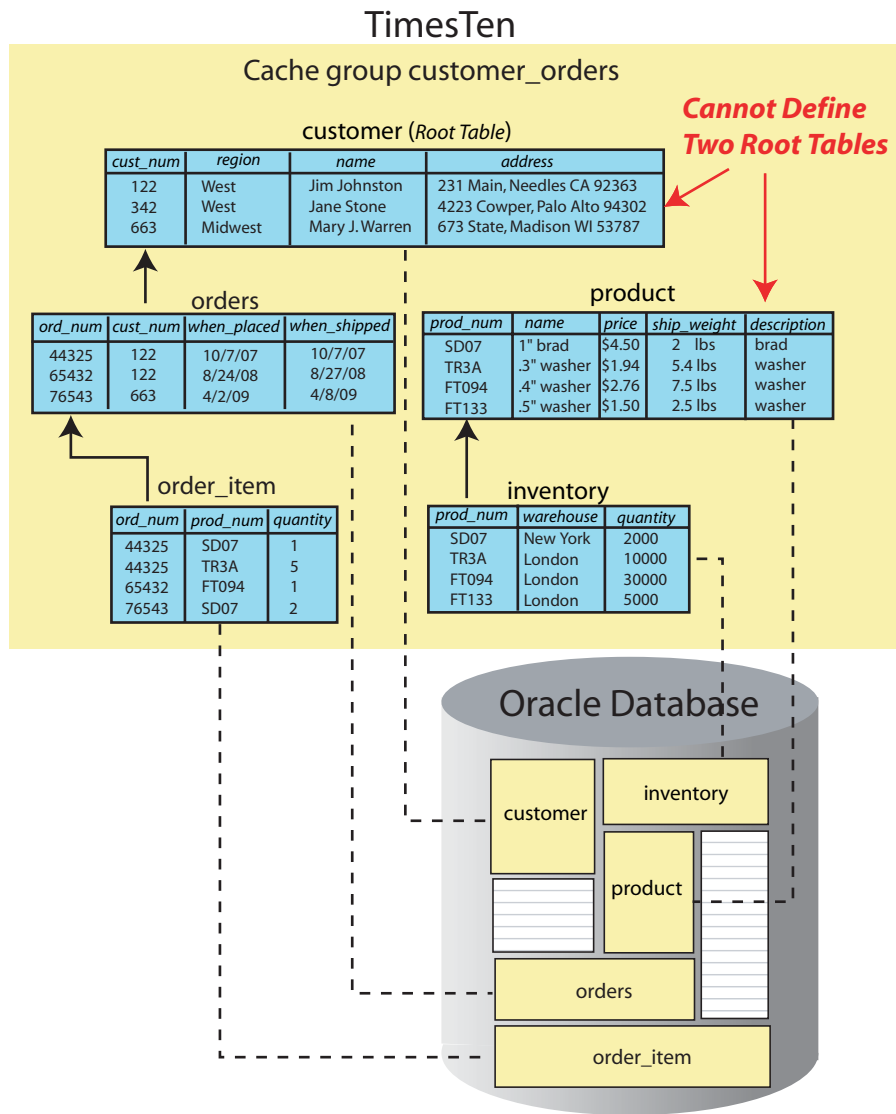 TimesTen
Cache group customer_orders
Cannot Define
Two Root Tables
customer (Root Table)
cust_num region name address
122 West Jim Johnston 231 Main, Needles CA 92363
342 West Jane Stone 4223 Cowper, Palo Alto 94302
663 Midwest Mary J. Warren 673 State, Madison WI 53787
orders
ord_num cust_num when_placed when_shipped
44325 122 10/7/07 10/7/07
65432 122 8/24/08 8/27/08
76543 663 4/2/09 4/8/09
product
prod_num name price ship_weight description
SD07 1" brad $4.50 2 lbs brad
TR3A .3" washer $1.94 5.4 lbs washer
FT094 .4" washer $2.76 7.5 lbs washer
FT133 .5" washer $1.50 2.5 lbs washer
order_item
ord_num prod_num quantity
44325 SD07 1
44325 TR3A 5
65432 FT094 1
76543 SD07 2
inventory
prod_num warehouse quantity
SD07 New York 2000
TR3A London 10000
FT094 London 30000
FT133 London 5000
Oracle Database
customer
inventory
product
orders
order_item